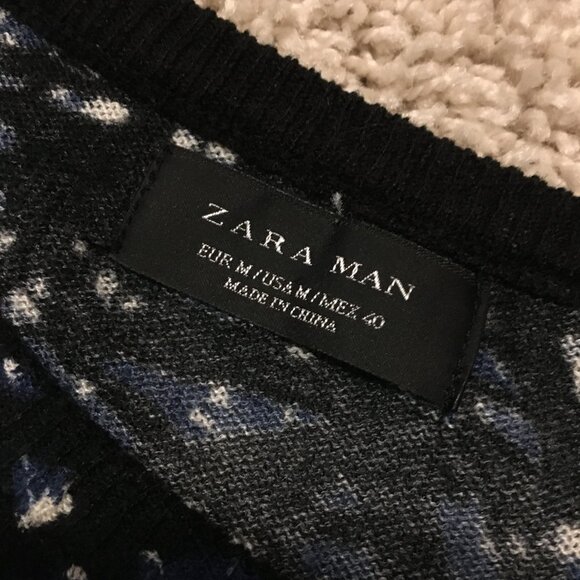 ZARA MAN
EUR M / USA M / MEX 40
MADE IN CHINA